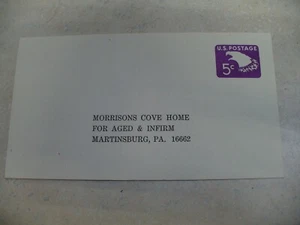 U.S. POSTAGE
5c
MORRISONS COVE HOME
FOR AGED & INFIRM
MARTINSBURG, PA. 16662